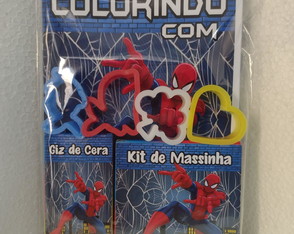 COLORINDO
COM
Giz de Cera
Kit de Massinha